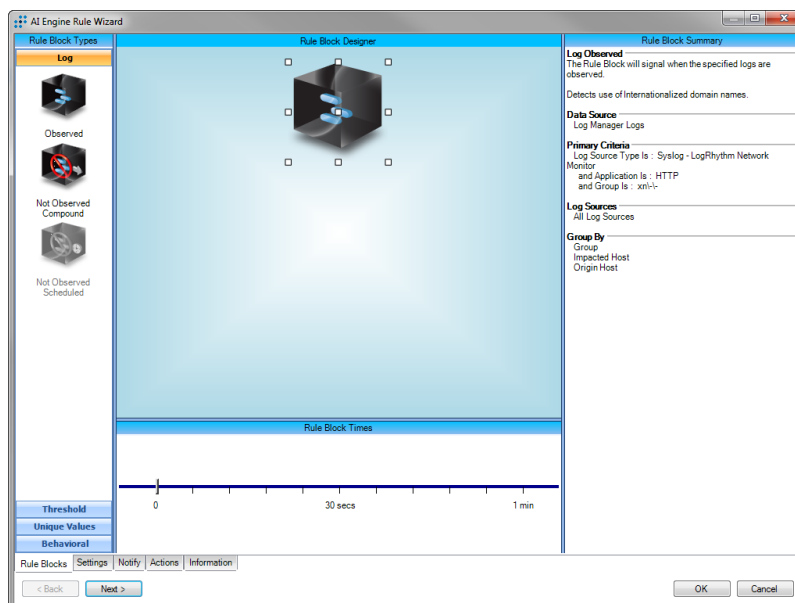 AI Engine Rule Wizard
Rule Block Types
Log
Observed
Not Observed
Compound
Not Observed
Scheduled
Threshold
Unique Values
Behavioral
Rule Block Designer
Rule Block Times
0
30 secs
1 min
Rule Block Summary
Log Observed
The Rule Block will signal when the specified logs are
observed.
Detects use of Internationalized domain names.
Data Source
Log Manager Logs
Primary Criteria
Log Source Type Is : Syslog - LogRhythm Network
Monitor
and Application Is : HTTP
and Group Is : xn\-\-
Log Sources
All Log Sources
Group By
Group
Impacted Host
Origin Host
Rule Blocks
Settings
Notify
Actions
Information
< Back
Next >
OK
Cancel